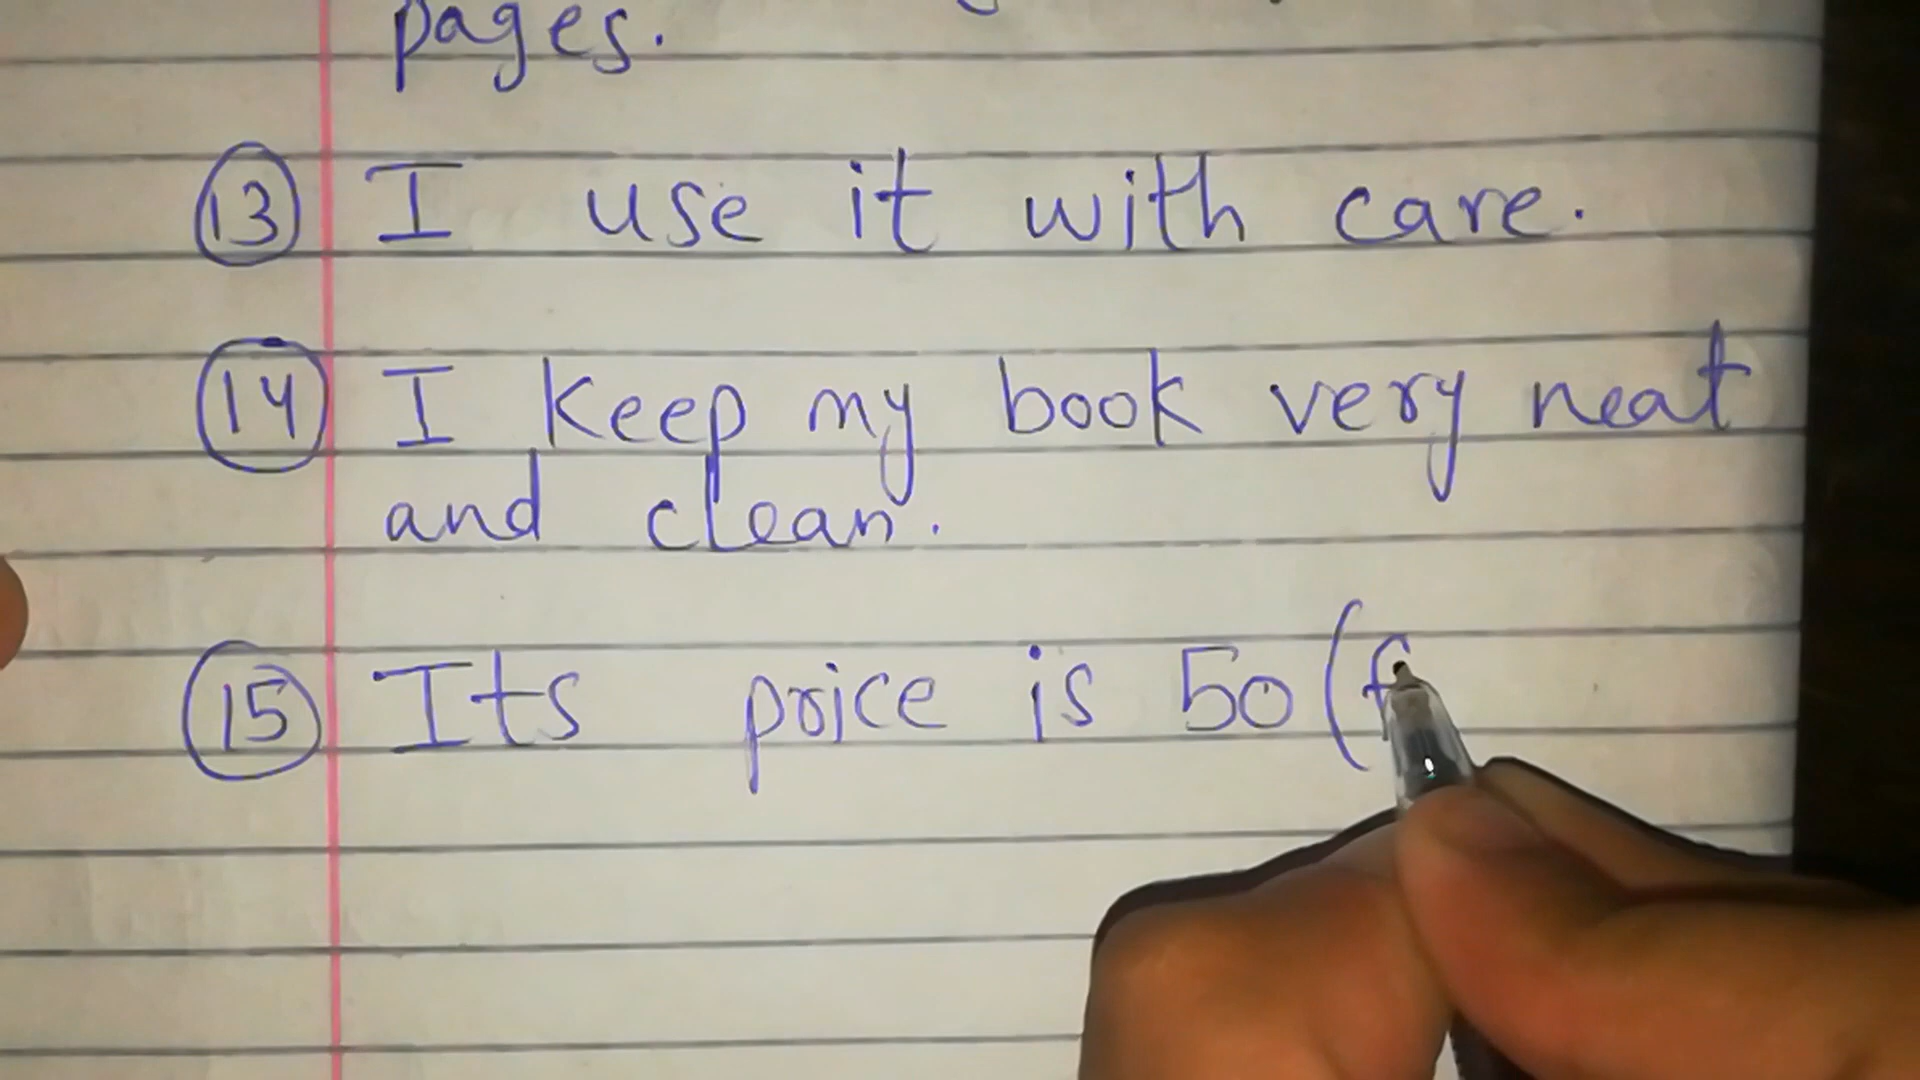 pages.
13 I use it with care.
14 I keep my book very neat
and clean.
15 Its price is 50 (f